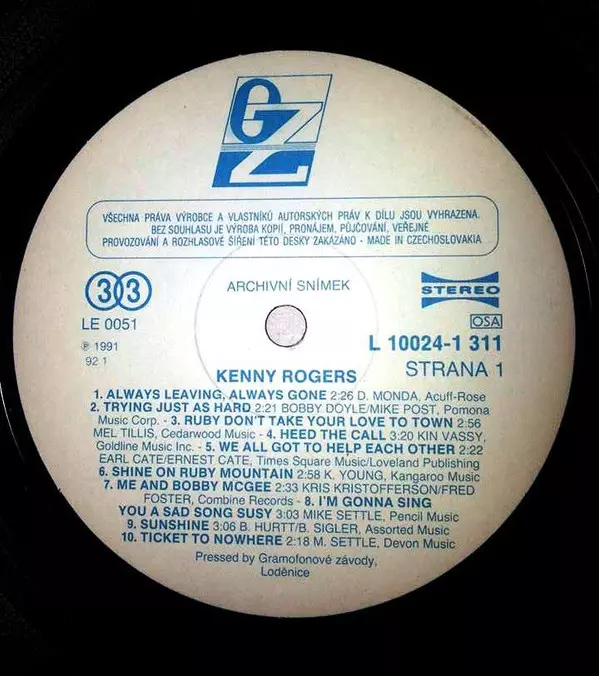 GZ
VŠECHNA PRÁVA VÝROBCE A VLASTNÍKŮ AUTORSKÝCH PRÁV K DÍLU JSOU VYHRAZENA.
BEZ SOUHLASU JE VÝROBA KOPIÍ, PRONÁJEM, PŮJČOVÁNÍ, VEŘEJNÉ
PROVOZOVÁNÍ A ROZHLASOVÉ ŠÍŘENÍ TÉTO DESKY ZAKÁZÁNO - MADE IN CZECHOSLOVAKIA
33
ARCHIVNÍ SNÍMEK
STEREO
LE 0051
OSA
℗ 1991
L 10024-1 311
92 1
STRANA 1
KENNY ROGERS
1. ALWAYS LEAVING, ALWAYS GONE 2:26 D. MONDA, Acuff-Rose
2. TRYING JUST AS HARD 2:21 BOBBY DOYLE/MIKE POST, Pomona
Music Corp. - 3. RUBY DON'T TAKE YOUR LOVE TO TOWN 2:56
MEL TILLIS, Cedarwood Music - 4. HEED THE CALL 3:20 KIN VASSY,
Goldline Music Inc. - 5. WE ALL GOT TO HELP EACH OTHER 2:22
EARL CATE/ERNEST CATE, Times Square Music/Loveland Publishing
6. SHINE ON RUBY MOUNTAIN 2:58 K. YOUNG, Kangaroo Music
7. ME AND BOBBY MCGEE 2:33 KRIS KRISTOFFERSON/FRED
FOSTER, Combine Records - 8. I'M GONNA SING
YOU A SAD SONG SUSY 3:03 MIKE SETTLE, Pencil Music
9. SUNSHINE 3:06 B. HURTT/B. SIGLER, Assorted Music
10. TICKET TO NOWHERE 2:18 M. SETTLE, Devon Music
Pressed by Gramofonové závody,
Loděnice